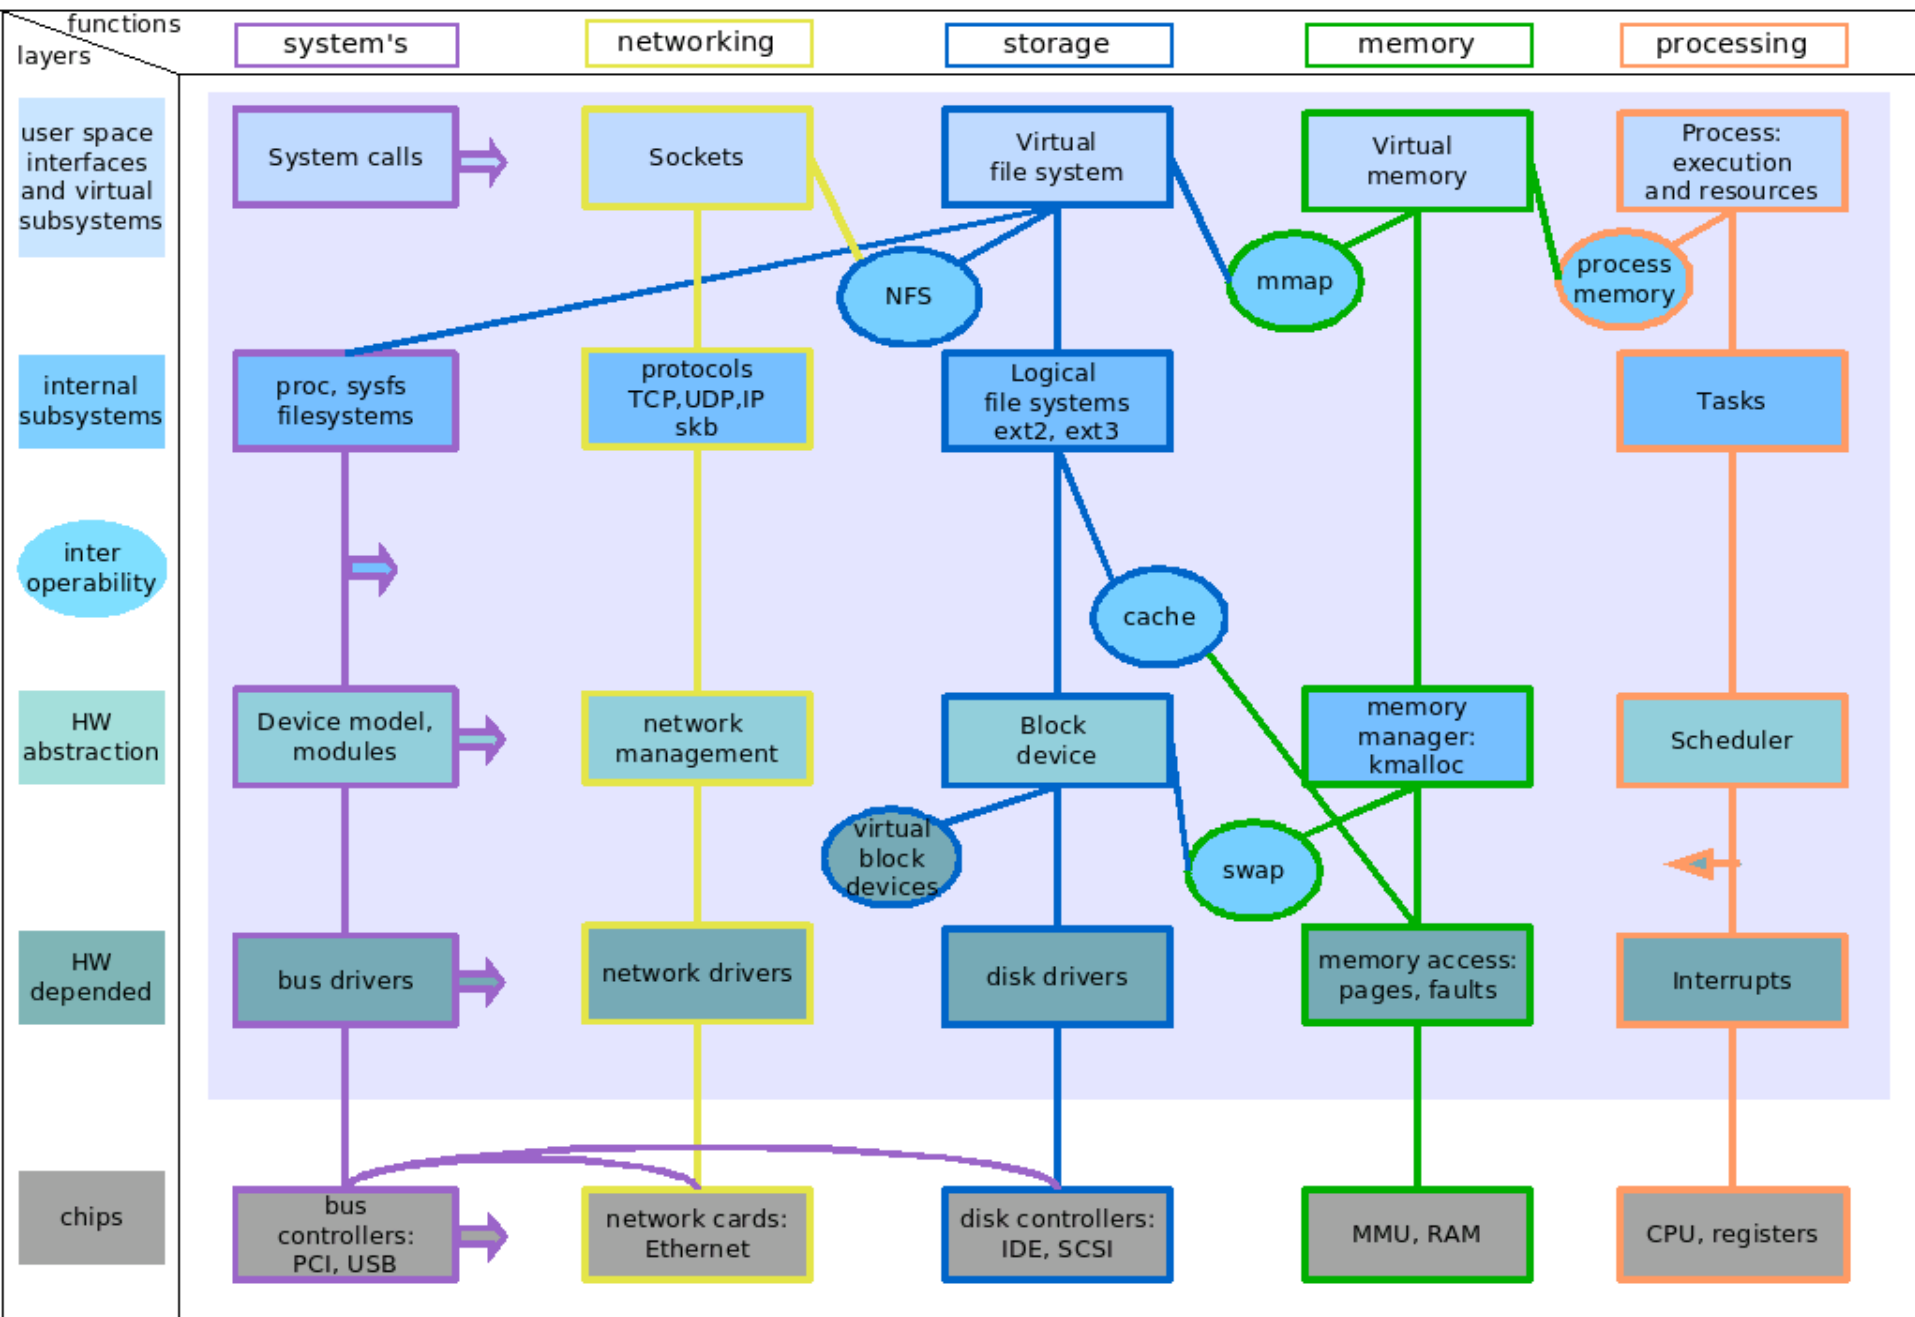 functions
layers
system's
networking
storage
memory
processing
user space
interfaces
and virtual
subsystems
System calls
Sockets
Virtual
file system
Virtual
memory
Process:
execution
and resources
NFS
mmap
process
memory
internal
subsystems
proc, sysfs
filesystems
protocols
TCP,UDP,IP
skb
Logical
file systems
ext2, ext3
Tasks
inter
operability
cache
HW
abstraction
Device model,
modules
network
management
Block
device
memory
manager:
kmalloc
Scheduler
virtual
block
devices
swap
HW
depended
bus drivers
network drivers
disk drivers
memory access:
pages, faults
Interrupts
chips
bus
controllers:
PCI, USB
network cards:
Ethernet
disk controllers:
IDE, SCSI
MMU, RAM
CPU, registers